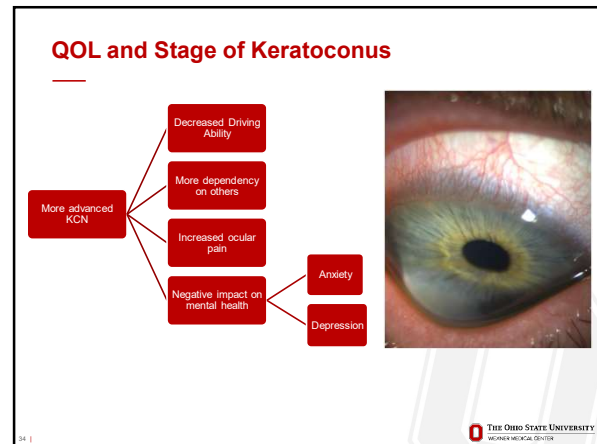 QOL and Stage of Keratoconus
More advanced
KCN
Decreased Driving
Ability
More dependency
on others
Increased ocular
pain
Negative impact on
mental health
Anxiety
Depression
34 |
THE OHIO STATE UNIVERSITY
WEXNER MEDICAL CENTER